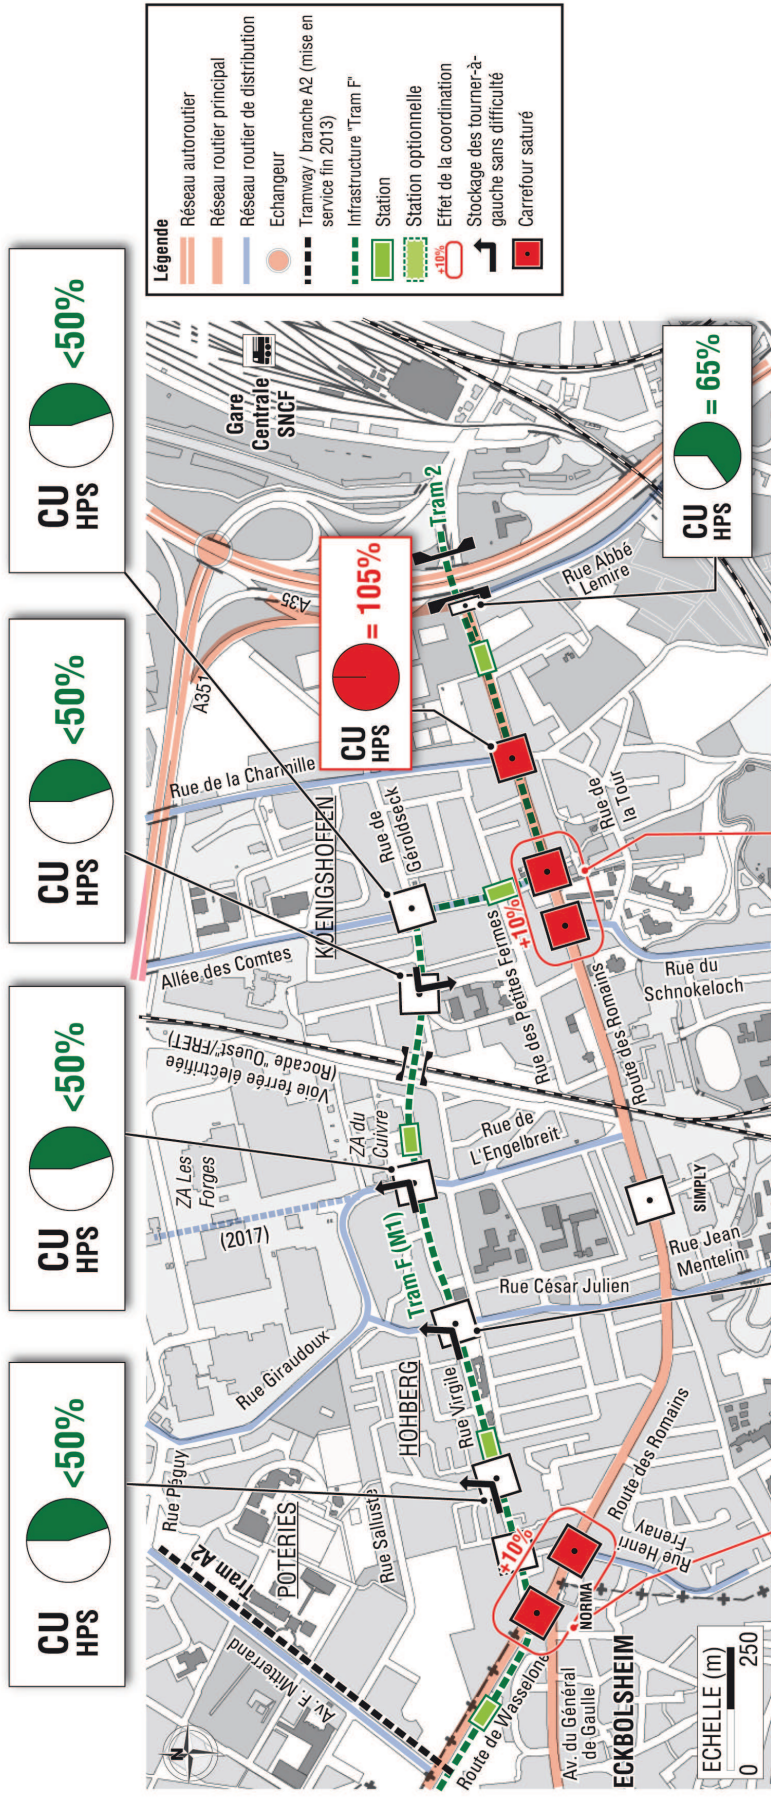 CU
HPS
<50%
CU
HPS
<50%
CU
HPS
<50%
CU
HPS
<50%
Légende
Réseau autoroutier
Réseau routier principal
Réseau routier de distribution
Echangeur
Tramway / branche A2 (mise en
service fin 2013)
Infrastructure "Tram F"
Station
Station optionnelle
+10%
Effet de la coordination
Stockage des tourner-à-
gauche sans difficulté
Carrefour saturé
N
Rue Péguy
Tram A2
POTERIES
Av. F. Mitterrand
Rue Salluste
Rue Giraudoux
HOHBERG
Rue Virgile
Tram F (M1)
(2017)
ZA Les
Forges
ZA du
Cuivre
Voie ferrée électrifiée
(Rocade "Ouest"/FRET)
Allée des Comtes
KOENIGSHOFFEN
Rue de
Géroldseck
Rue de la Charmille
A351
A35
CU
HPS
= 105%
Gare
Centrale
SNCF
Tram 2
Rue Abbé
Lemire
CU
HPS
= 65%
+10%
Rue des Petites Fermes
Rue de
la Tour
Route des Romains
Rue du
Schnokeloch
Rue de
L'Engelbreit
SIMPLY
Rue Jean
Mentelin
Rue César Julien
Route des Romains
Rue Henri
Frenay
+10%
NORMA
Route de Wasselonne
Av. du Général
de Gaulle
ECKBOLSHEIM
ECHELLE (m)
0 250